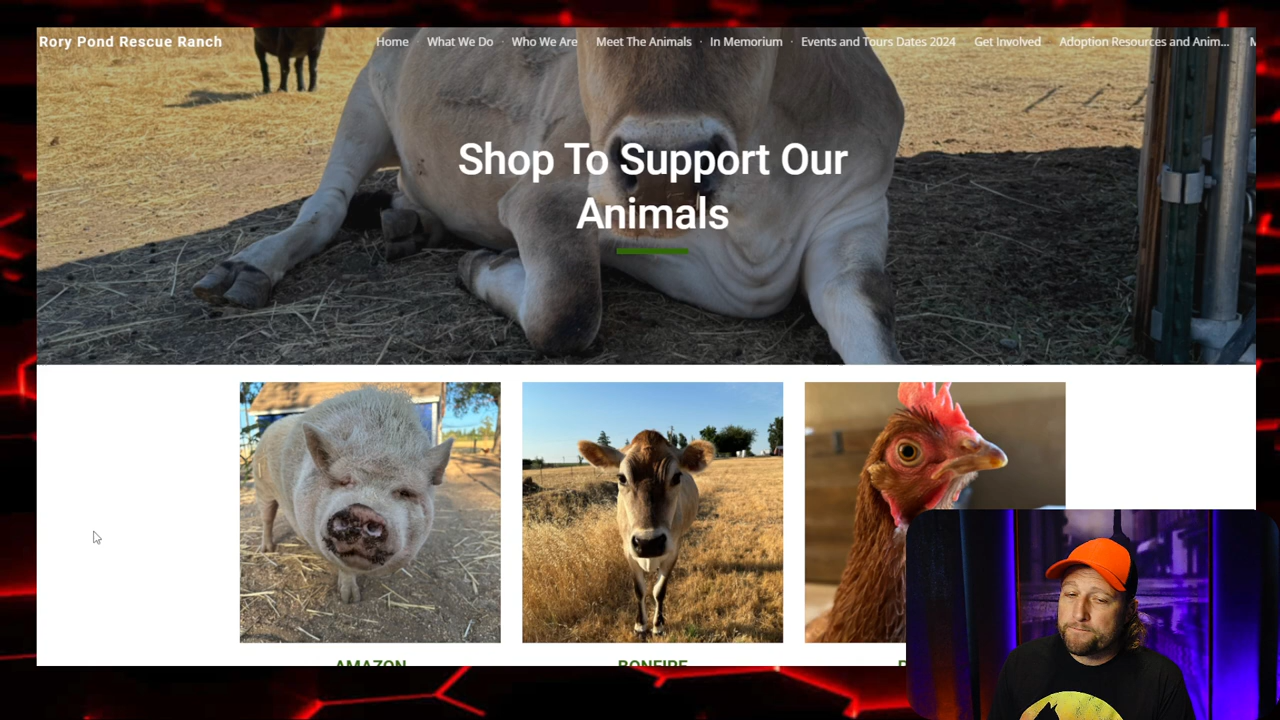 Rory Pond Rescue Ranch
Home · What We Do · Who We Are · Meet The Animals · In Memorium · Events and Tours Dates 2024 · Get Involved · Adoption Resources and Anim...
Shop To Support Our
Animals
AMAZON
BONFIRE